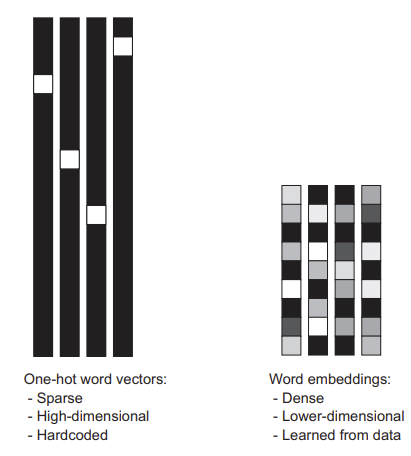 One-hot word vectors:
- Sparse
- High-dimensional
- Hardcoded
Word embeddings:
- Dense
- Lower-dimensional
- Learned from data